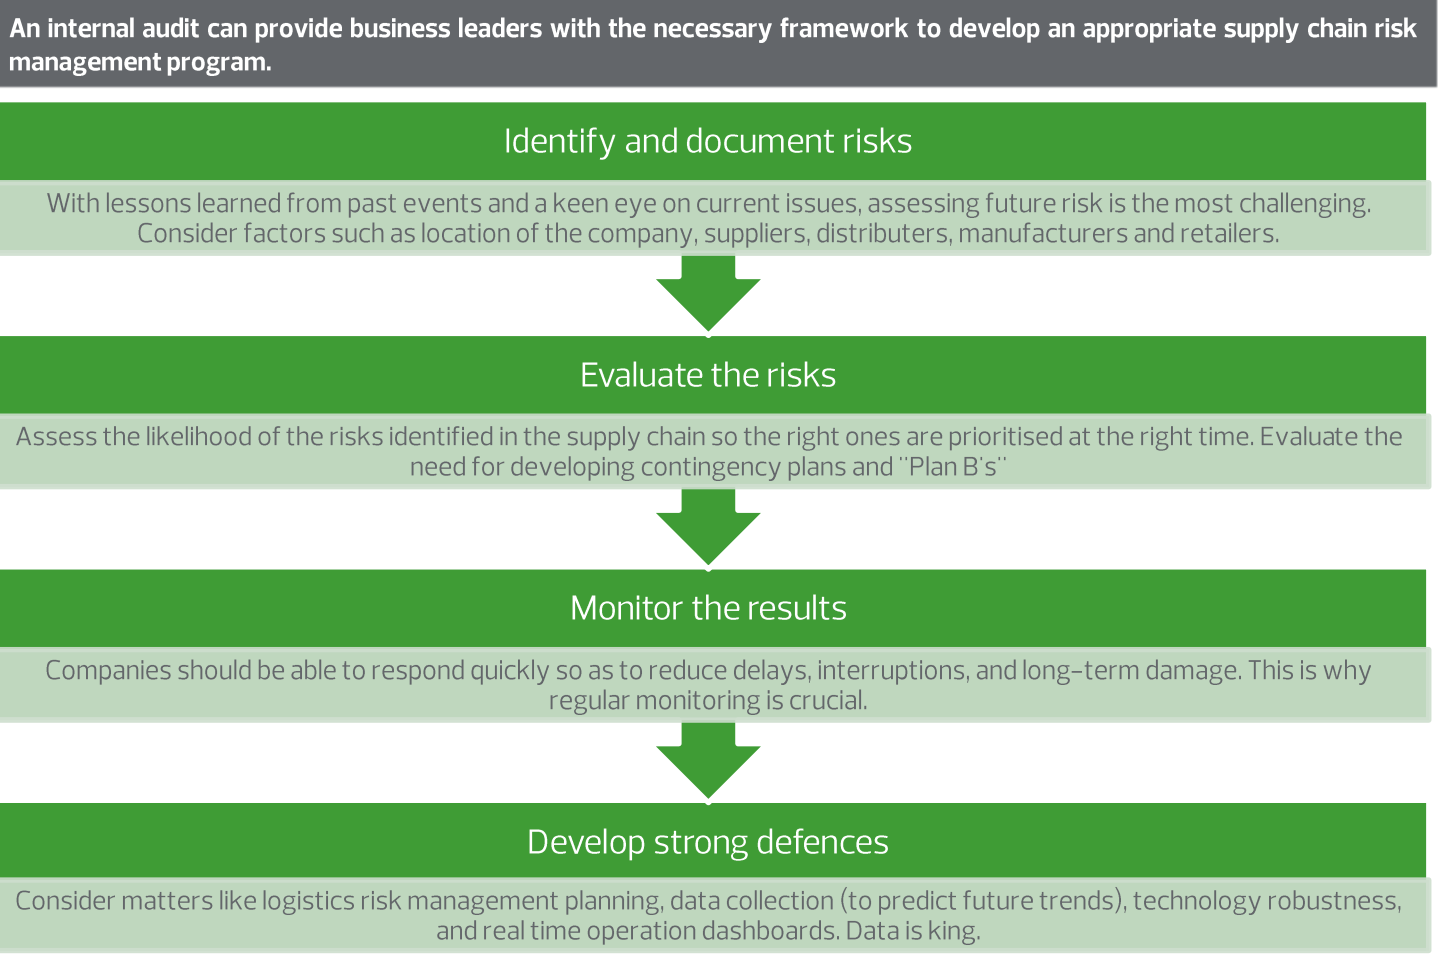 An internal audit can provide business leaders with the necessary framework to develop an appropriate supply chain risk
management program.
Identify and document risks
With lessons learned from past events and a keen eye on current issues, assessing future risk is the most challenging.
Consider factors such as location of the company, suppliers, distributers, manufacturers and retailers.
Evaluate the risks
Assess the likelihood of the risks identified in the supply chain so the right ones are prioritised at the right time. Evaluate the
need for developing contingency plans and "Plan B's"
Monitor the results
Companies should be able to respond quickly so as to reduce delays, interruptions, and long-term damage. This is why
regular monitoring is crucial.
Develop strong defences
Consider matters like logistics risk management planning, data collection (to predict future trends), technology robustness,
and real time operation dashboards. Data is king.